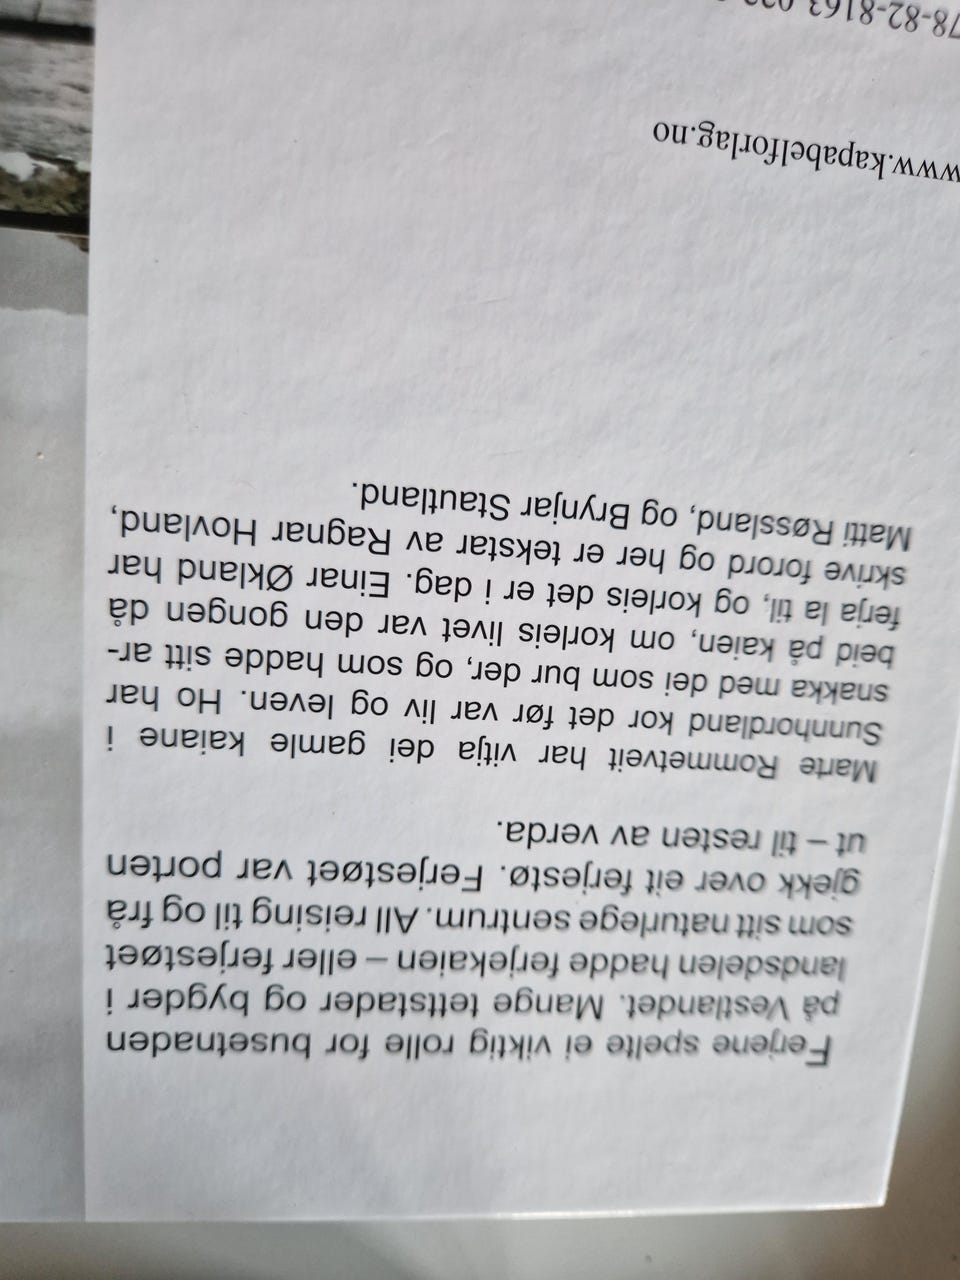 Ferjene spelte ei viktig rolle for busetnaden
på Vestlandet. Mange tettstader og bygder i
landsdelen hadde ferjekaien – eller ferjestøet
som sitt naturlege sentrum. All reising til og frå
gjekk over eit ferjestø. Ferjestøet var porten
ut – til resten av verda.
Marte Rommetveit har vitja dei gamle kaiane i
Sunnhordland kor det før var liv og leven. Ho har
snakka med dei som bur der, og som hadde sitt ar-
beid på kaien, om korleis livet var den gongen då
ferja la til, og korleis det er i dag. Einar Økland har
skrive forord og her er tekstar av Ragnar Hovland,
Matti Røssland, og Brynjar Stautland.
www.kapabelforlag.no
78-82-8163